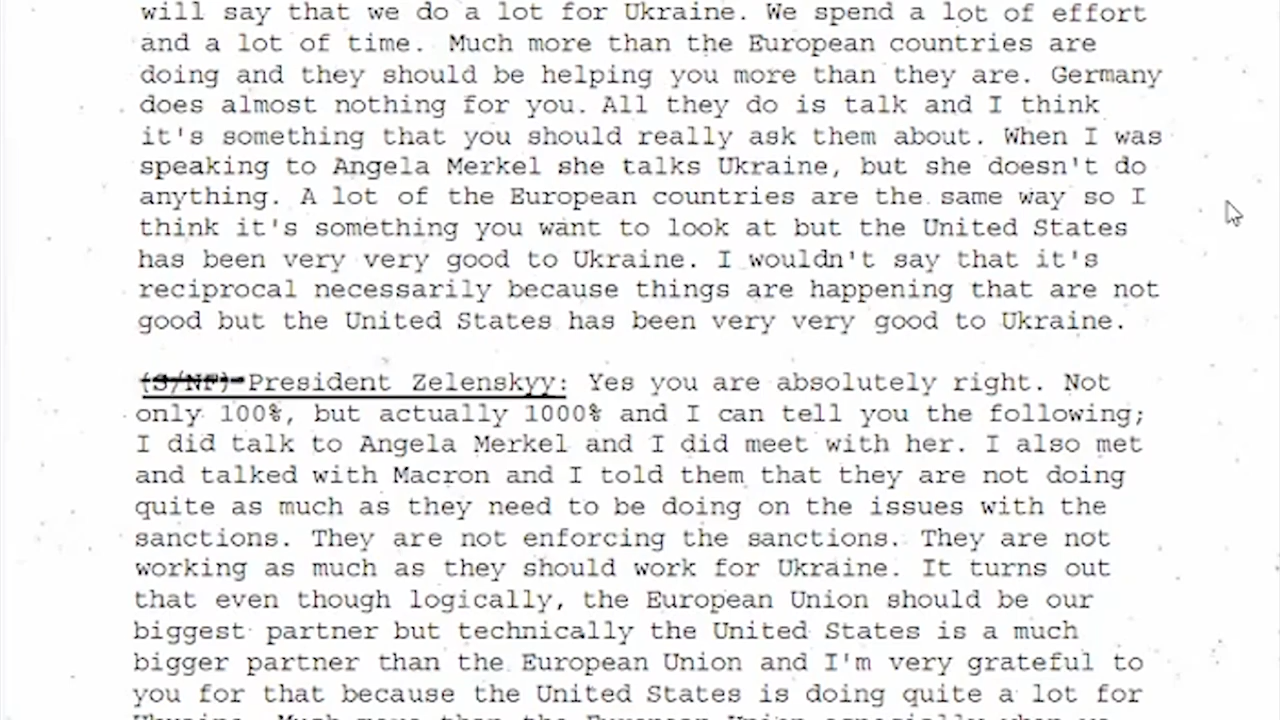 will say that we do a lot for Ukraine. We spend a lot of effort
and a lot of time. Much more than the European countries are
doing and they should be helping you more than they are. Germany
does almost nothing for you. All they do is talk and I think
it's something that you should really ask them about. When I was
speaking to Angela Merkel she talks Ukraine, but she doesn't do
anything. A lot of the European countries are the same way so I
think it's something you want to look at but the United States
has been very very good to Ukraine. I wouldn't say that it's
reciprocal necessarily because things are happening that are not
good but the United States has been very very good to Ukraine.
(S/NF) President Zelenskyy: Yes you are absolutely right. Not
only 100%, but actually 1000% and I can tell you the following;
I did talk to Angela Merkel and I did meet with her. I also met
and talked with Macron and I told them that they are not doing
quite as much as they need to be doing on the issues with the
sanctions. They are not enforcing the sanctions. They are not
working as much as they should work for Ukraine. It turns out
that even though logically, the European Union should be our
biggest partner but technically the United States is a much
bigger partner than the European Union and I'm very grateful to
you for that because the United States is doing quite a lot for
Ukraine. Much more than the European Union especially when we